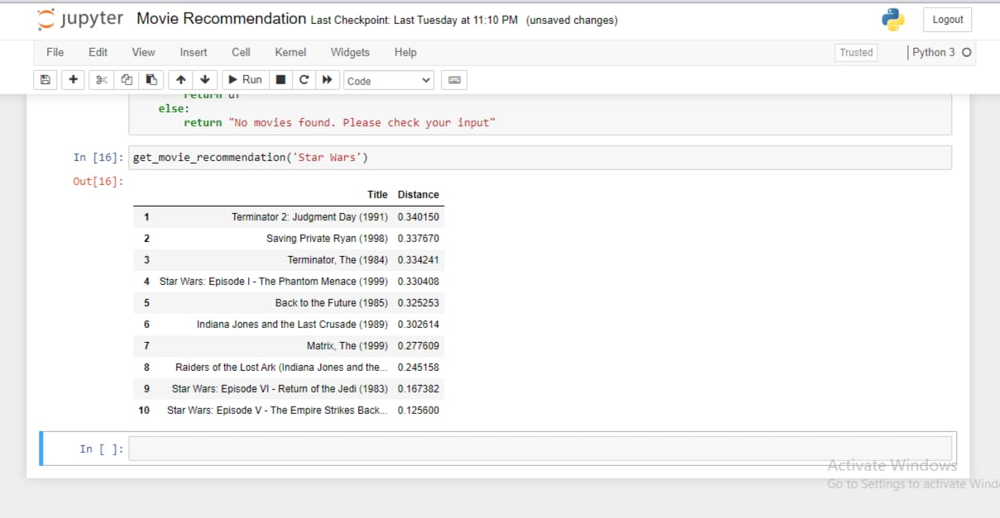 jupyter Movie Recommendation Last Checkpoint: Last Tuesday at 11:10 PM (unsaved changes) Logout
File Edit View Insert Cell Kernel Widgets Help Trusted Python 3
Run Code
return df
else:
return "No movies found. Please check your input"
In [16]: get_movie_recommendation('Star Wars')
Out[16]:
Title Distance
1 Terminator 2: Judgment Day (1991) 0.340150
2 Saving Private Ryan (1998) 0.337670
3 Terminator, The (1984) 0.334241
4 Star Wars: Episode I - The Phantom Menace (1999) 0.330408
5 Back to the Future (1985) 0.325253
6 Indiana Jones and the Last Crusade (1989) 0.302614
7 Matrix, The (1999) 0.277609
8 Raiders of the Lost Ark (Indiana Jones and the... 0.245158
9 Star Wars: Episode VI - Return of the Jedi (1983) 0.167382
10 Star Wars: Episode V - The Empire Strikes Back... 0.125600
In [ ]:
Activate Windows
Go to Settings to activate Wind